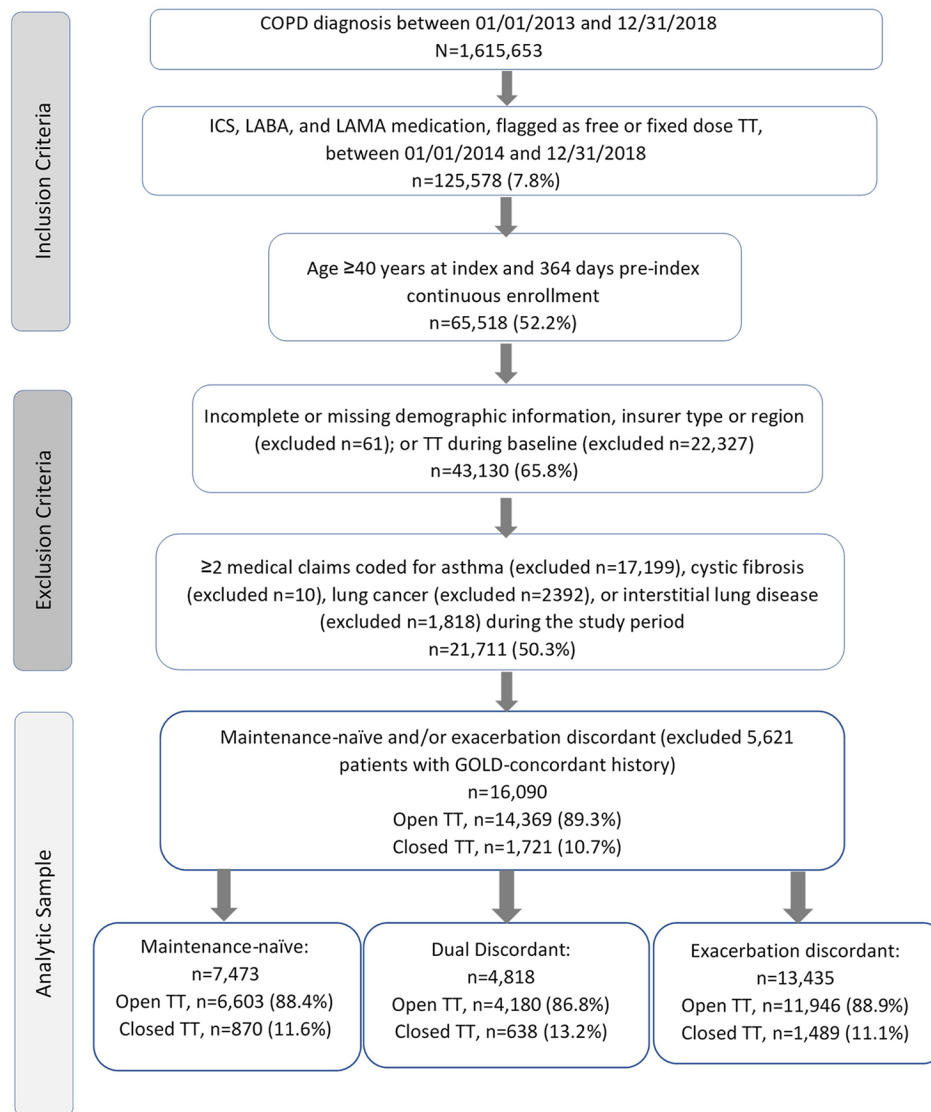 Inclusion Criteria
COPD diagnosis between 01/01/2013 and 12/31/2018
N=1,615,653
ICS, LABA, and LAMA medication, flagged as free or fixed dose TT,
between 01/01/2014 and 12/31/2018
n=125,578 (7.8%)
Age ≥40 years at index and 364 days pre-index
continuous enrollment
n=65,518 (52.2%)
Exclusion Criteria
Incomplete or missing demographic information, insurer type or region
(excluded n=61); or TT during baseline (excluded n=22,327)
n=43,130 (65.8%)
≥2 medical claims coded for asthma (excluded n=17,199), cystic fibrosis
(excluded n=10), lung cancer (excluded n=2392), or interstitial lung disease
(excluded n=1,818) during the study period
n=21,711 (50.3%)
Analytic Sample
Maintenance-naïve and/or exacerbation discordant (excluded 5,621
patients with GOLD-concordant history)
n=16,090
Open TT, n=14,369 (89.3%)
Closed TT, n=1,721 (10.7%)
Maintenance-naïve:
n=7,473
Open TT, n=6,603 (88.4%)
Closed TT, n=870 (11.6%)
Dual Discordant:
n=4,818
Open TT, n=4,180 (86.8%)
Closed TT, n=638 (13.2%)
Exacerbation discordant:
n=13,435
Open TT, n=11,946 (88.9%)
Closed TT, n=1,489 (11.1%)